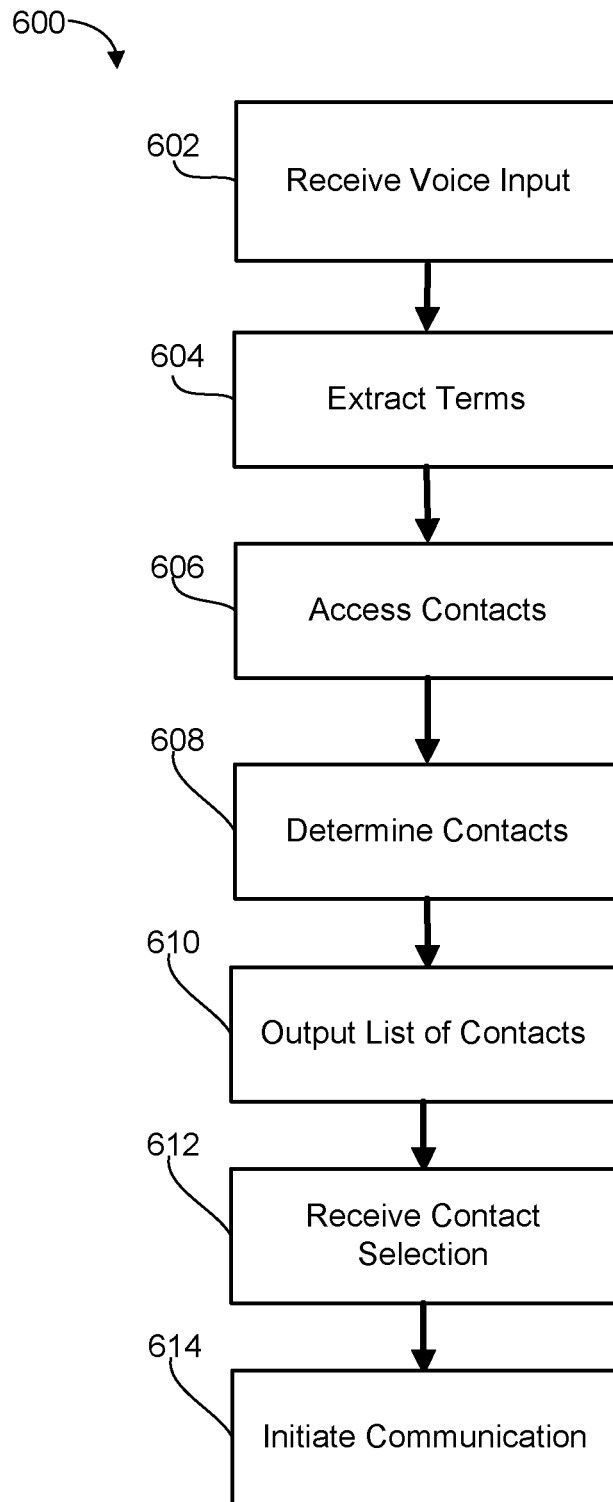 600
602
Receive Voice Input
604
Extract Terms
606
Access Contacts
608
Determine Contacts
610
Output List of Contacts
612
Receive Contact
Selection
614
Initiate Communication